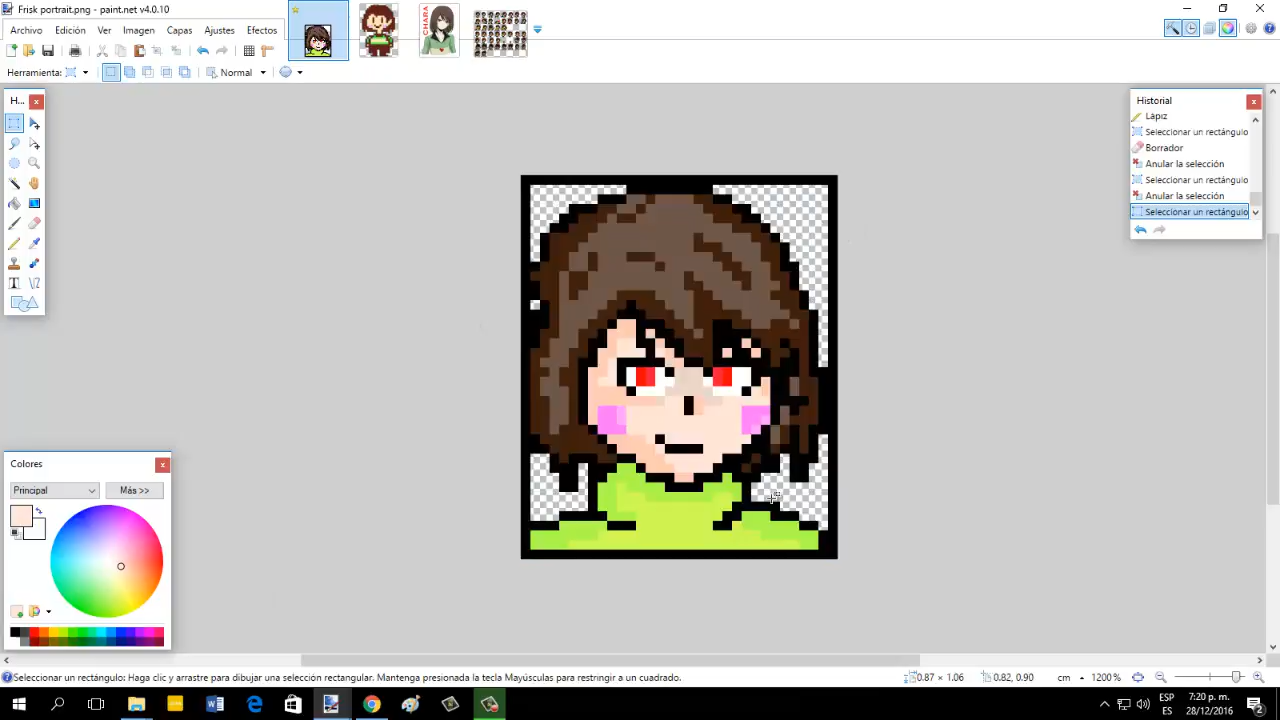 Frisk portrait.png - paint.net v4.0.10
Archivo Edición Ver Imagen Capas Ajustes Efectos
CHARA
Herramienta: Normal
H...
Historial
Lápiz
Seleccionar un rectángulo
Borrador
Anular la selección
Seleccionar un rectángulo
Anular la selección
Seleccionar un rectángulo
Colores
Principal Más >>
Seleccionar un rectángulo: Haga clic y arrastre para dibujar una selección rectangular. Mantenga presionada la tecla Mayúsculas para restringir a un cuadrado. 0.87 × 1.06 0.82, 0.90 cm 1200%
ESP 7:20 p. m.
ES 28/12/2016
2